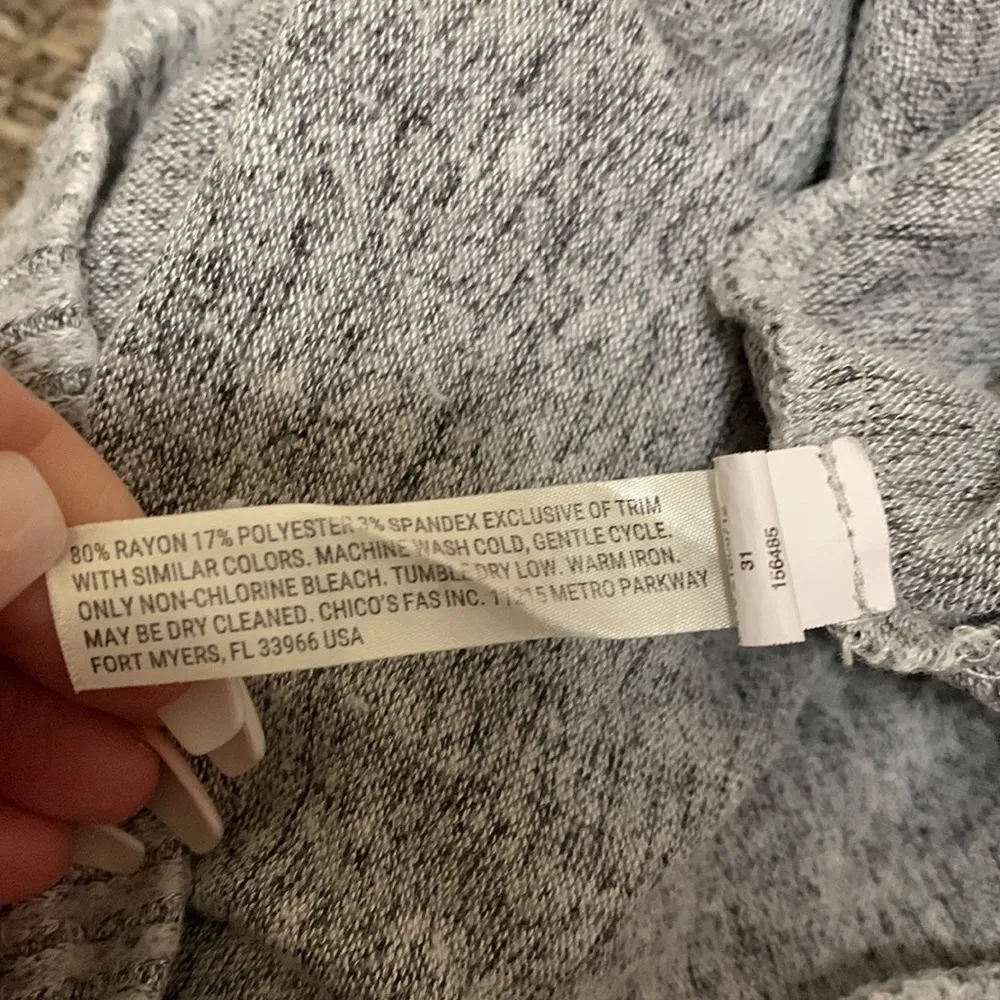 80% RAYON 17% POLYESTER 3% SPANDEX EXCLUSIVE OF TRIM
WITH SIMILAR COLORS. MACHINE WASH COLD, GENTLE CYCLE.
ONLY NON-CHLORINE BLEACH. TUMBLE DRY LOW. WARM IRON.
MAY BE DRY CLEANED. CHICO'S FAS INC. 11215 METRO PARKWAY
FORT MYERS, FL 33966 USA
31
156485